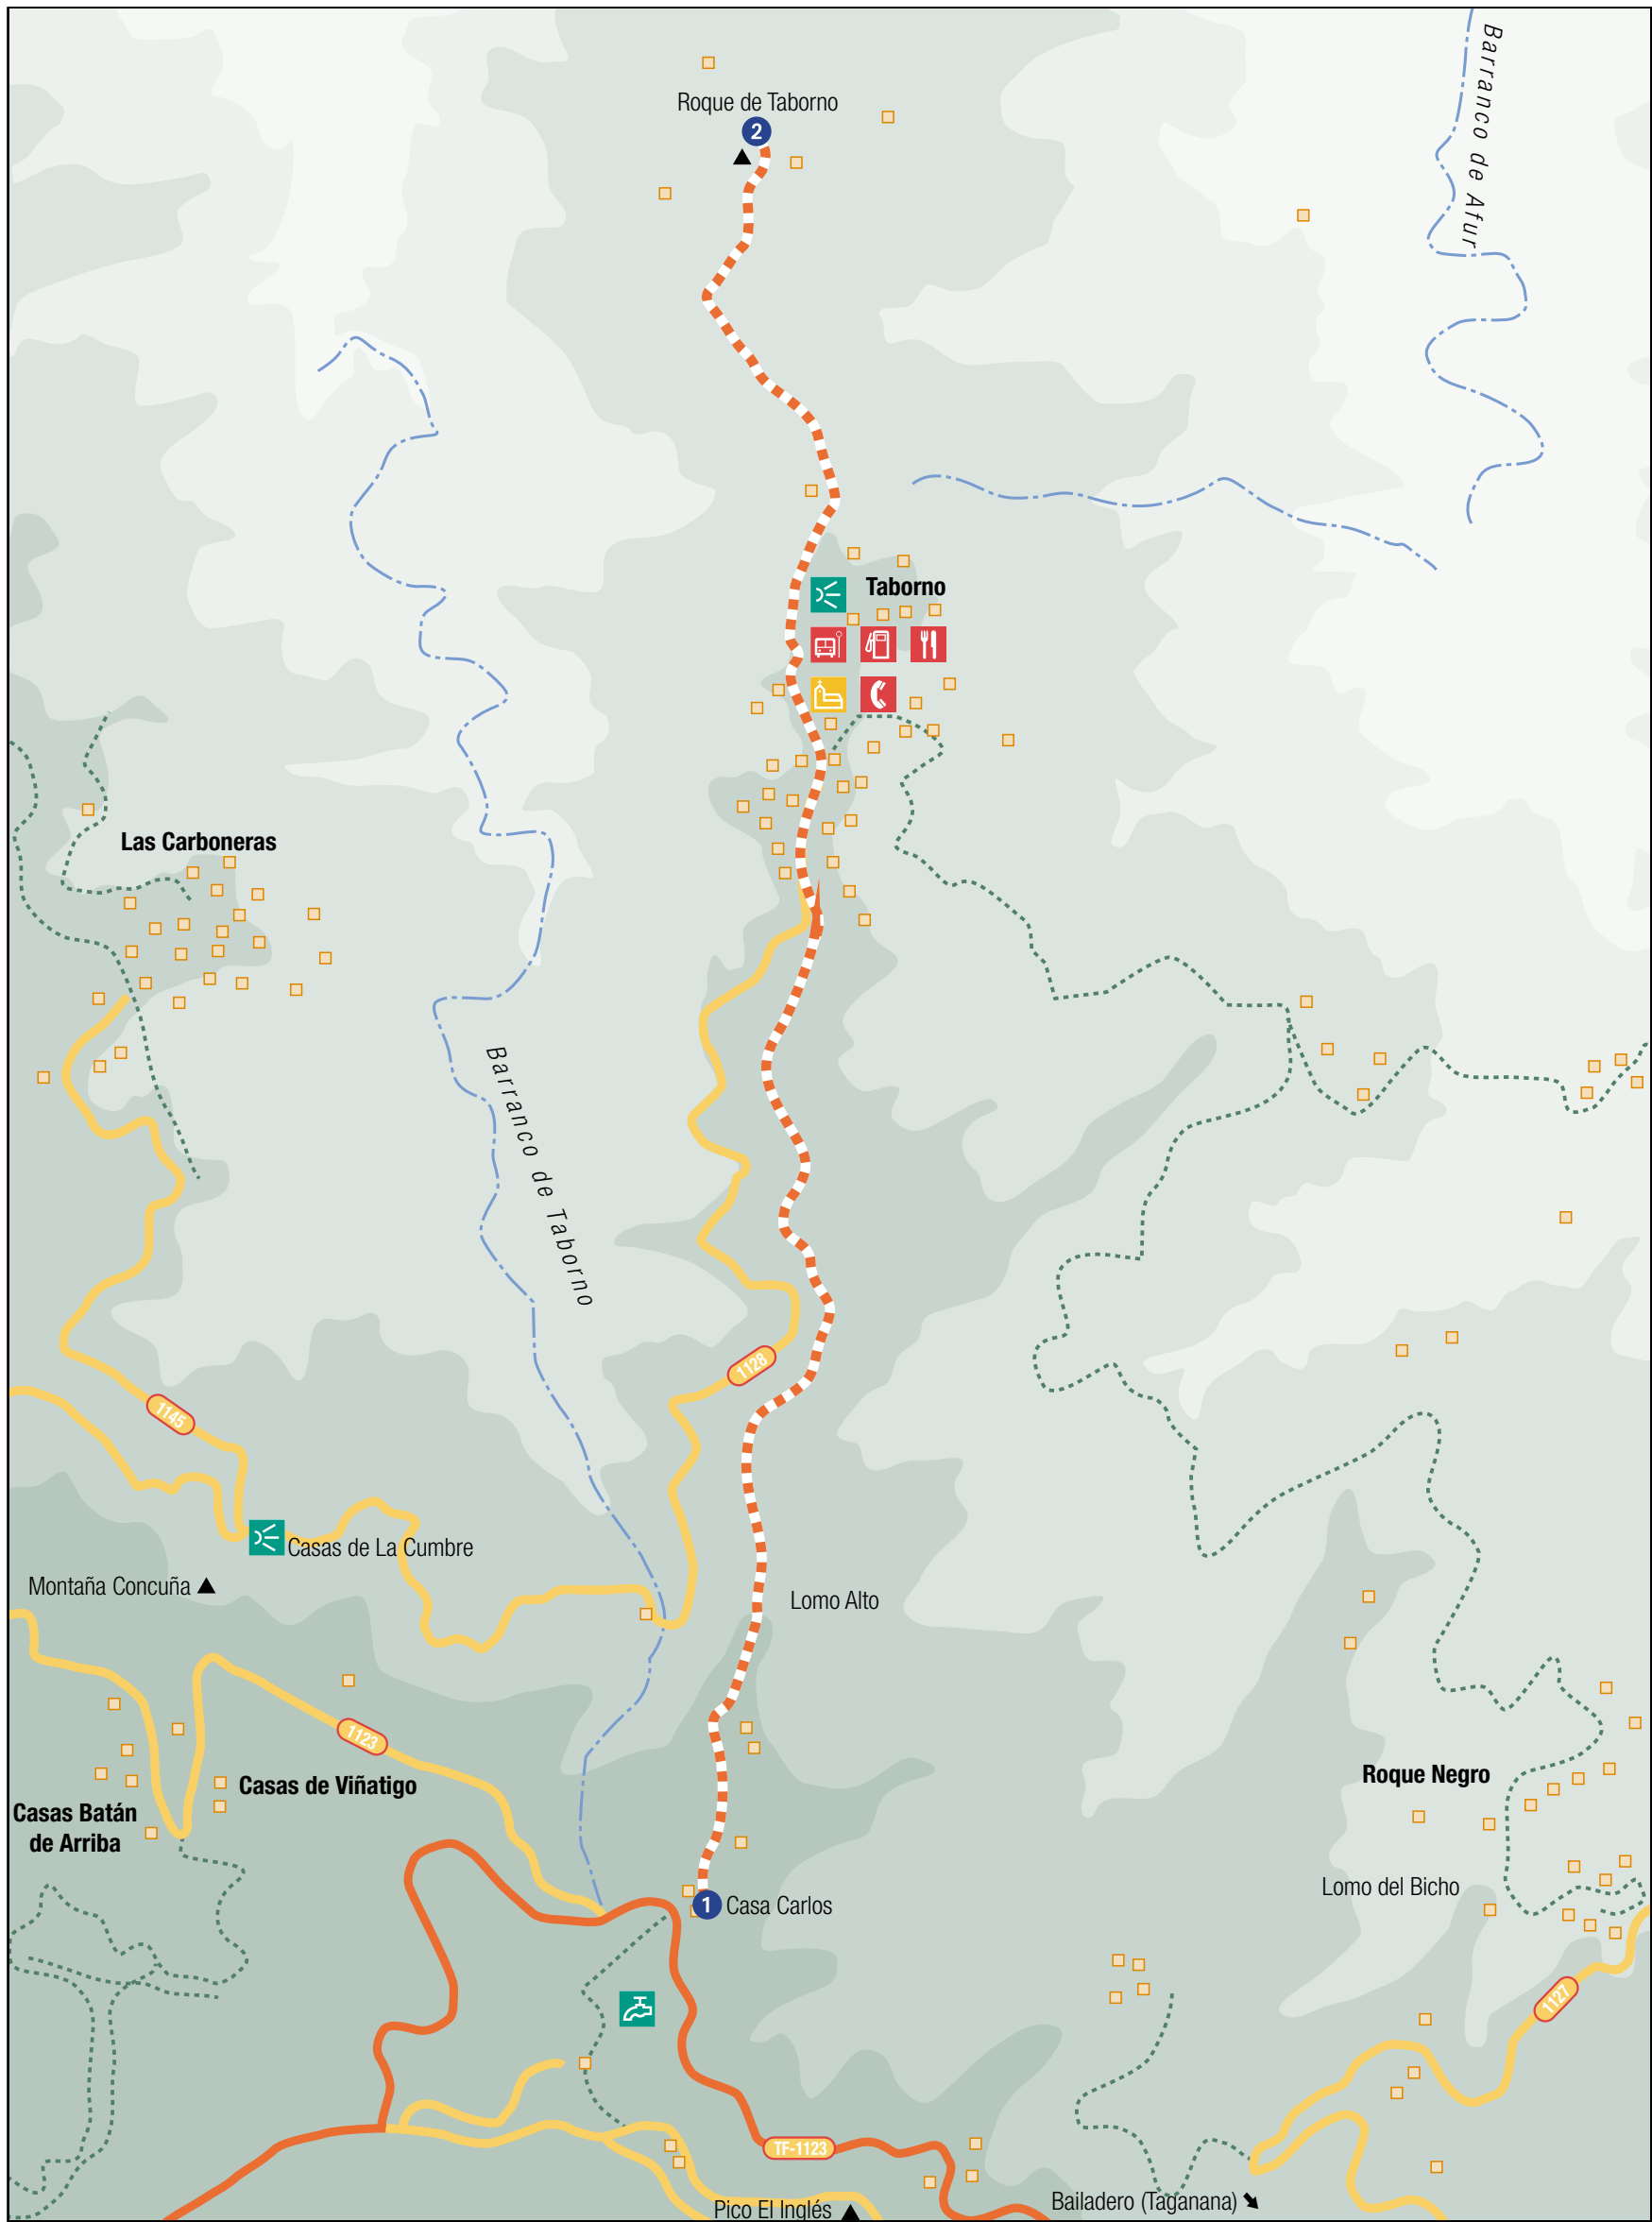 Barranco de Afur
Roque de Taborno
2
Taborno
Las Carboneras
Barranco de Taborno
1128
1145
Casas de La Cumbre
Montaña Concuña
Lomo Alto
1123
Roque Negro
Casas de Viñatigo
Casas Batán
de Arriba
Lomo del Bicho
1 Casa Carlos
1127
TF-1123
Bailadero (Taganana)
Pico El Inglés